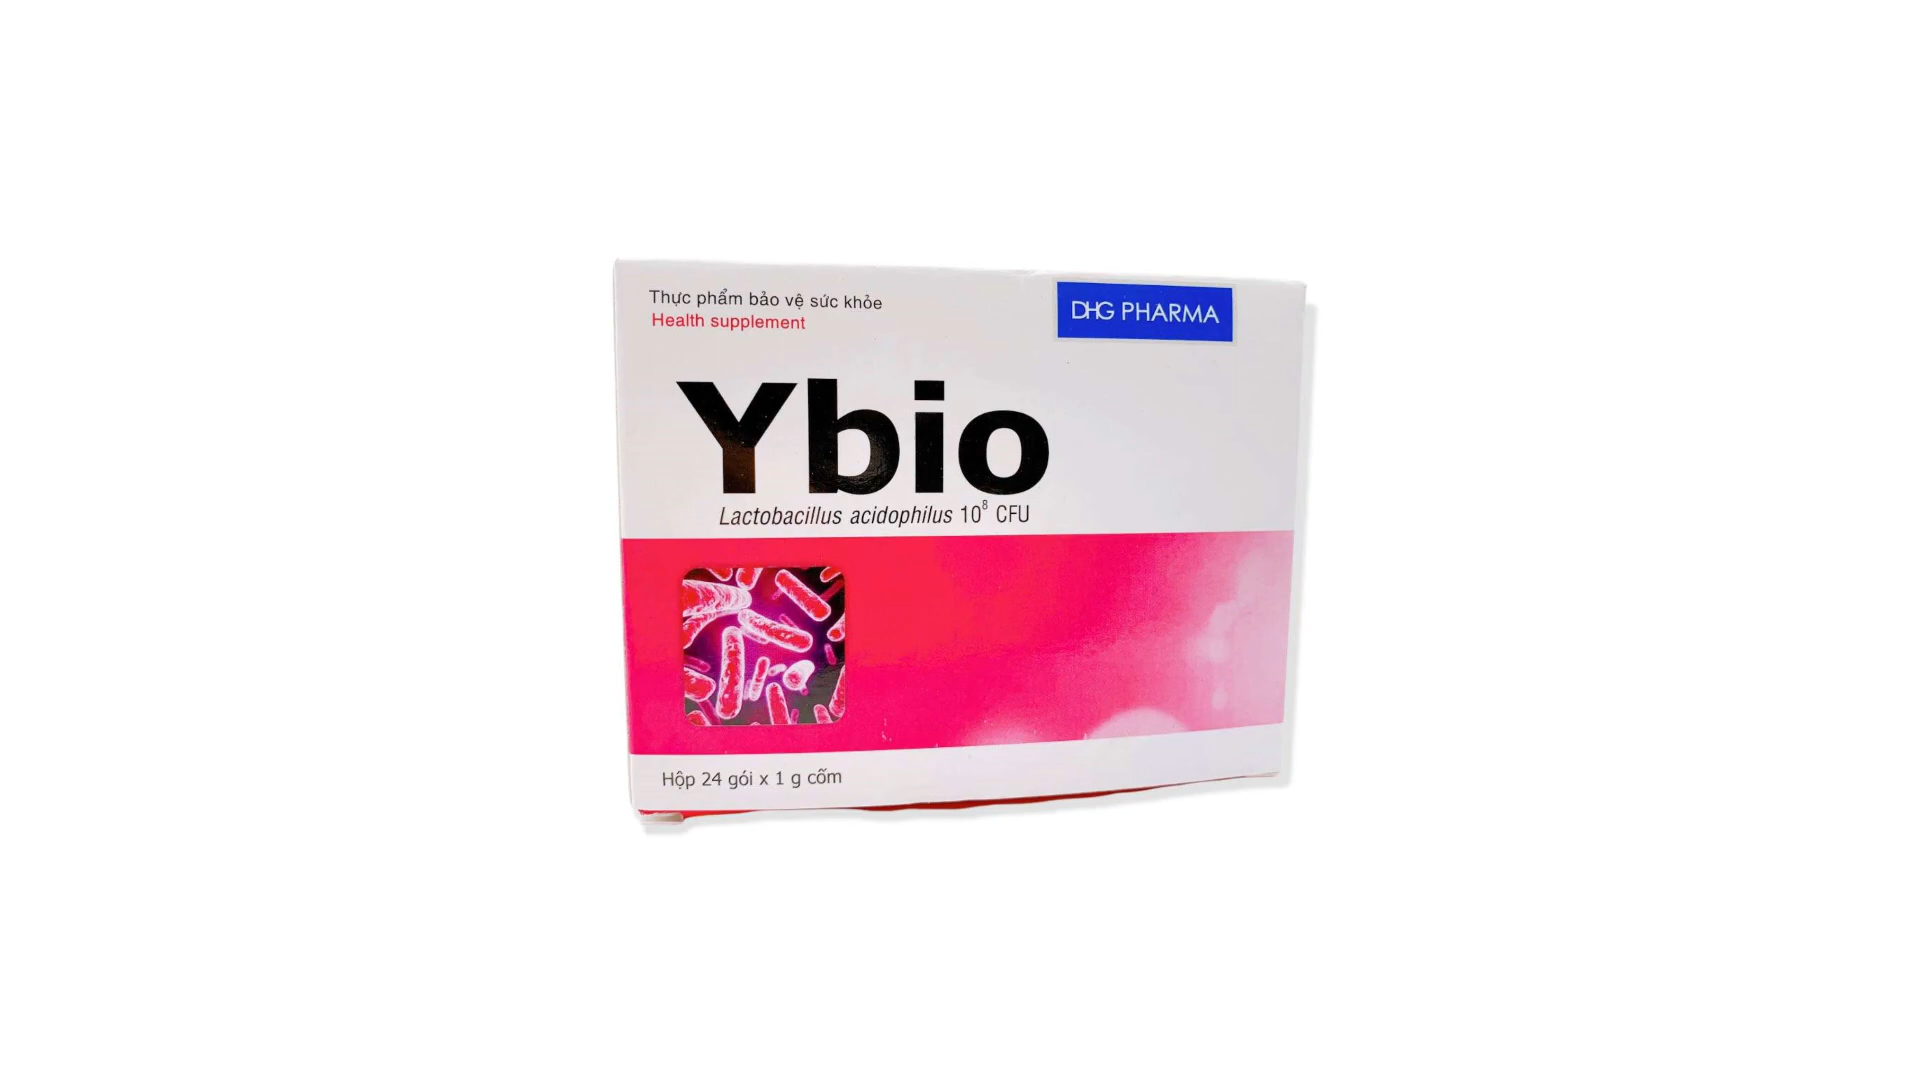 Thực phẩm bảo vệ sức khỏe
Health supplement
DHG PHARMA
Ybio
Lactobacillus acidophilus 10⁸ CFU
Hộp 24 gói x 1 g cốm